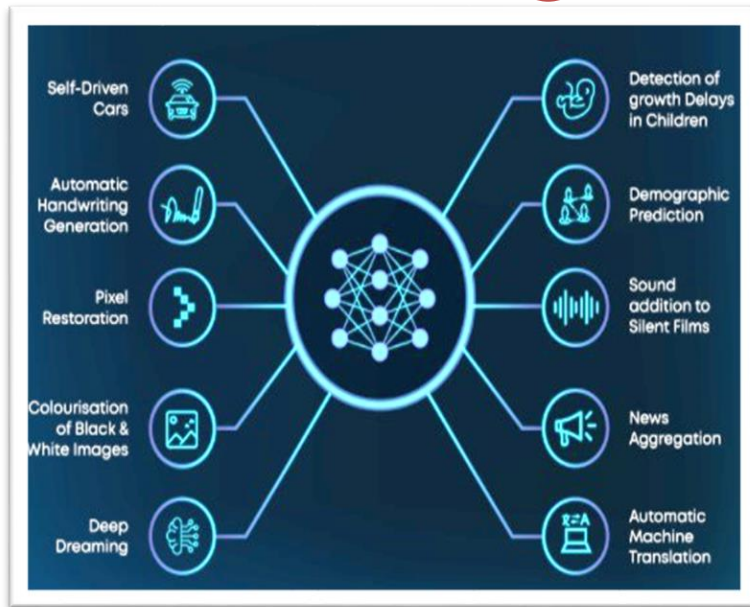 Self-Driven
Cars
Automatic
Handwriting
Generation
Pixel
Restoration
Colourisation
of Black &
White Images
Deep
Dreaming
Detection of
growth Delays
in Children
Demographic
Prediction
Sound
addition to
Silent Films
News
Aggregation
Automatic
Machine
Translation